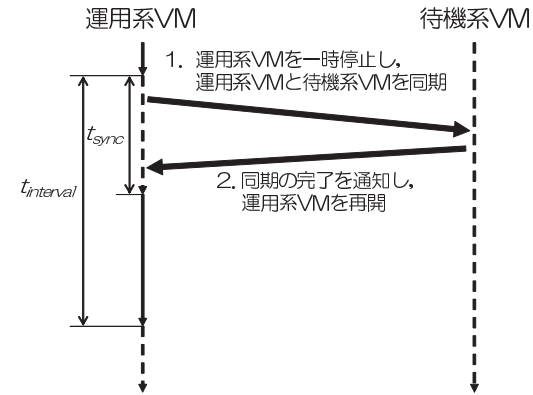 運用系VM
待機系VM
1. 運用系VMを一時停止し,
運用系VMと待機系VMを同期
tsync
tinterval
2. 同期の完了を通知し,
運用系VMを再開